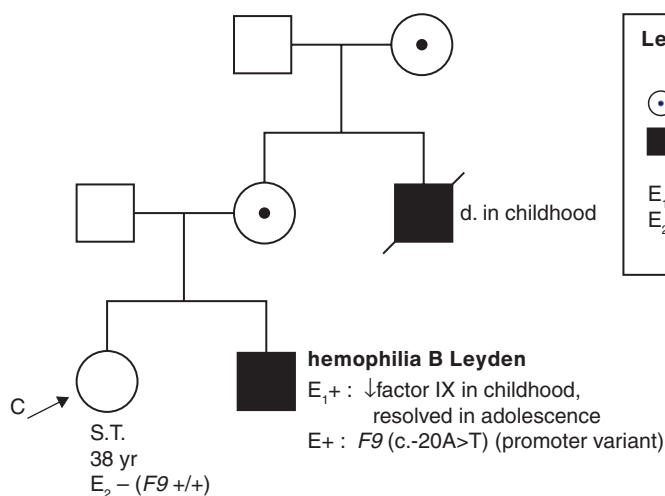 Le
E₁
E₂
d. in childhood
hemophilia B Leyden
E₁+ : ↓factor IX in childhood,
resolved in adolescence
E+ : F9 (c.-20A>T) (promoter variant)
C
S.T.
38 yr
E₂ – (F9 +/+)